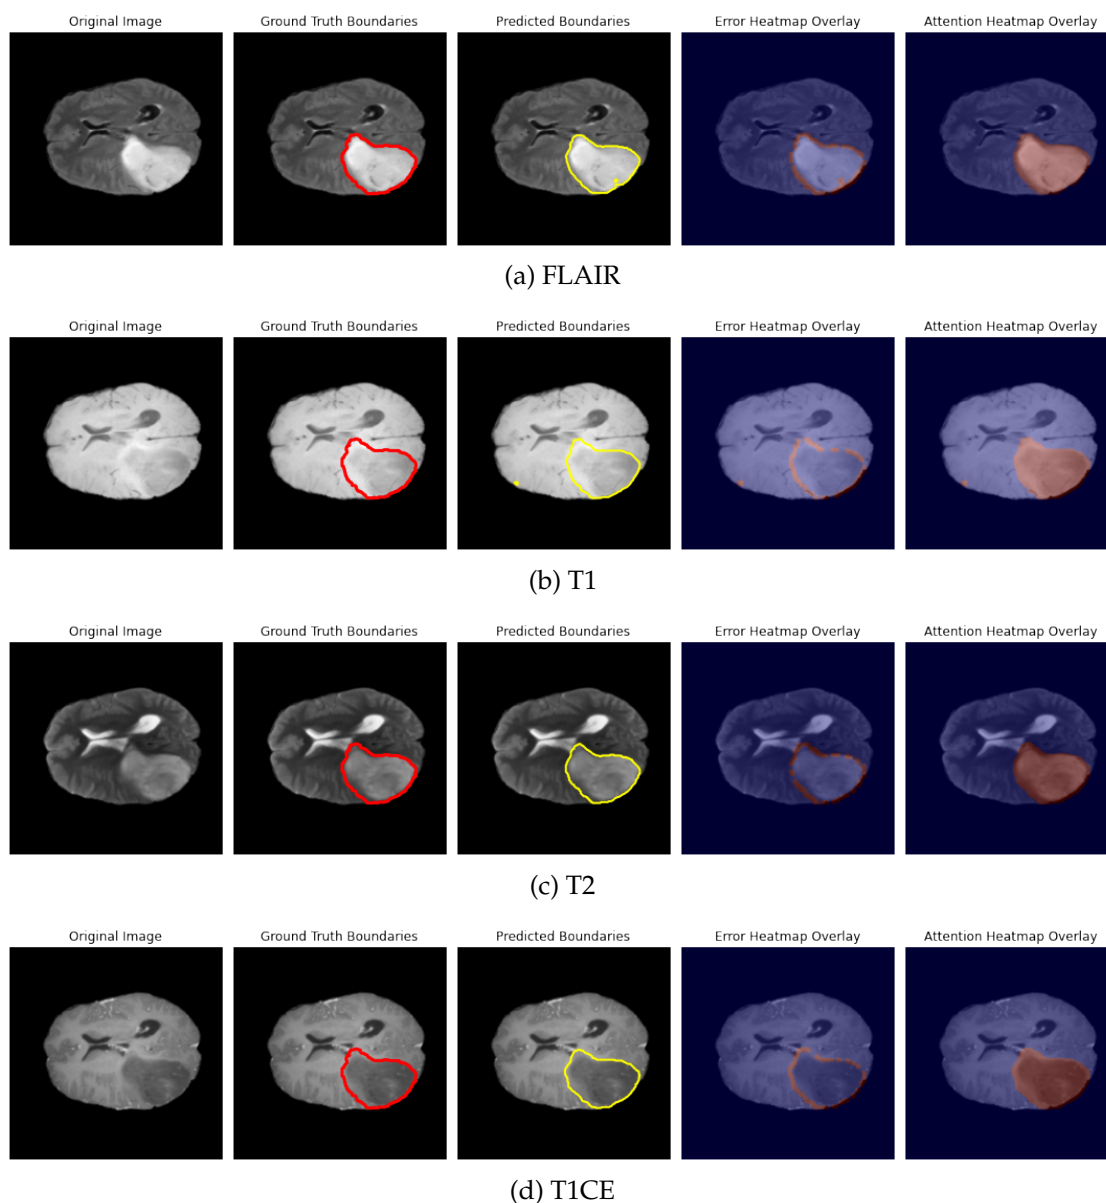 Original Image Ground Truth Boundaries Predicted Boundaries Error Heatmap Overlay Attention Heatmap Overlay
(a) FLAIR
Original Image Ground Truth Boundaries Predicted Boundaries Error Heatmap Overlay Attention Heatmap Overlay
(b) T1
Original Image Ground Truth Boundaries Predicted Boundaries Error Heatmap Overlay Attention Heatmap Overlay
(c) T2
Original Image Ground Truth Boundaries Predicted Boundaries Error Heatmap Overlay Attention Heatmap Overlay
(d) T1CE